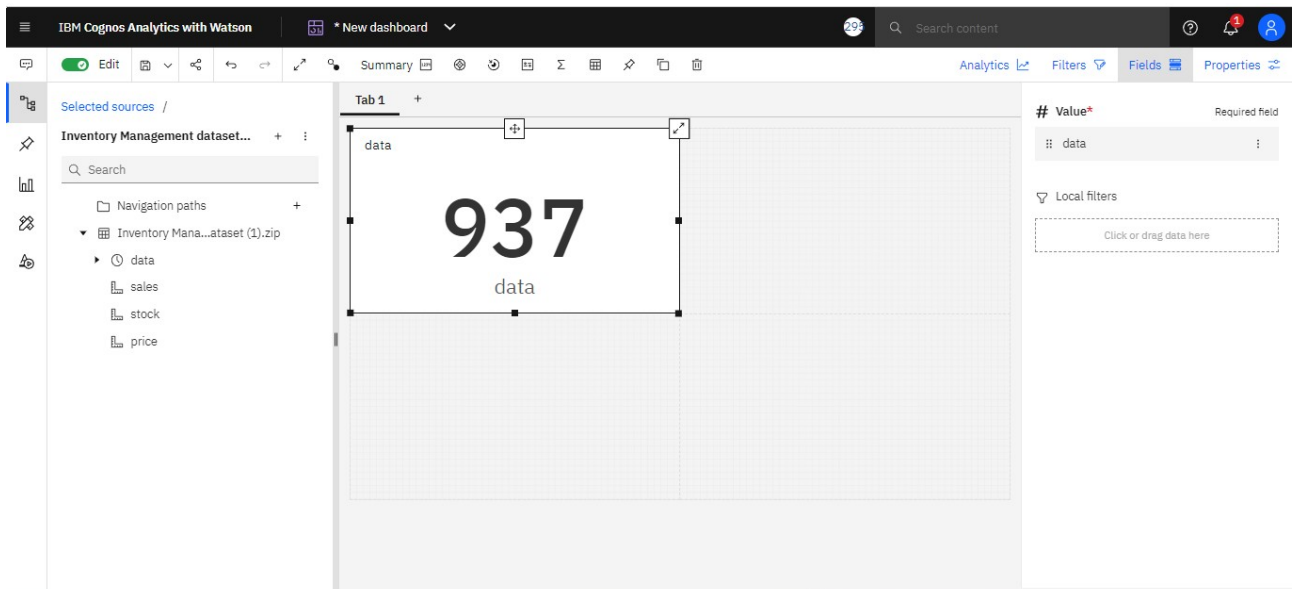 IBM Cognos Analytics with Watson
* New dashboard
Search content
1
Edit
Summary
Analytics
Filters
Fields
Properties
Selected sources /
Inventory Management dataset...
Search
Navigation paths
Inventory Mana...ataset (1).zip
data
sales
stock
price
Tab 1
data
937
data
# Value*
Required field
data
Local filters
Click or drag data here